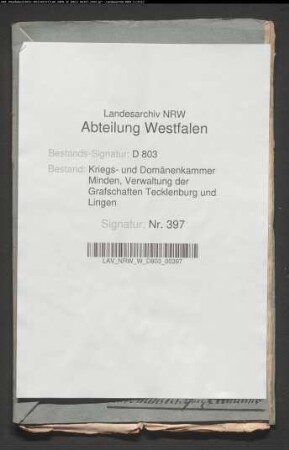 Landesarchiv NRW
Abteilung Westfalen
Bestands-Signatur: D 803
Bestand: Kriegs- und Domänenkammer
Minden, Verwaltung der
Grafschaften Tecklenburg und
Lingen
Signatur: Nr. 397
LAV_NRW_W_D803_00397